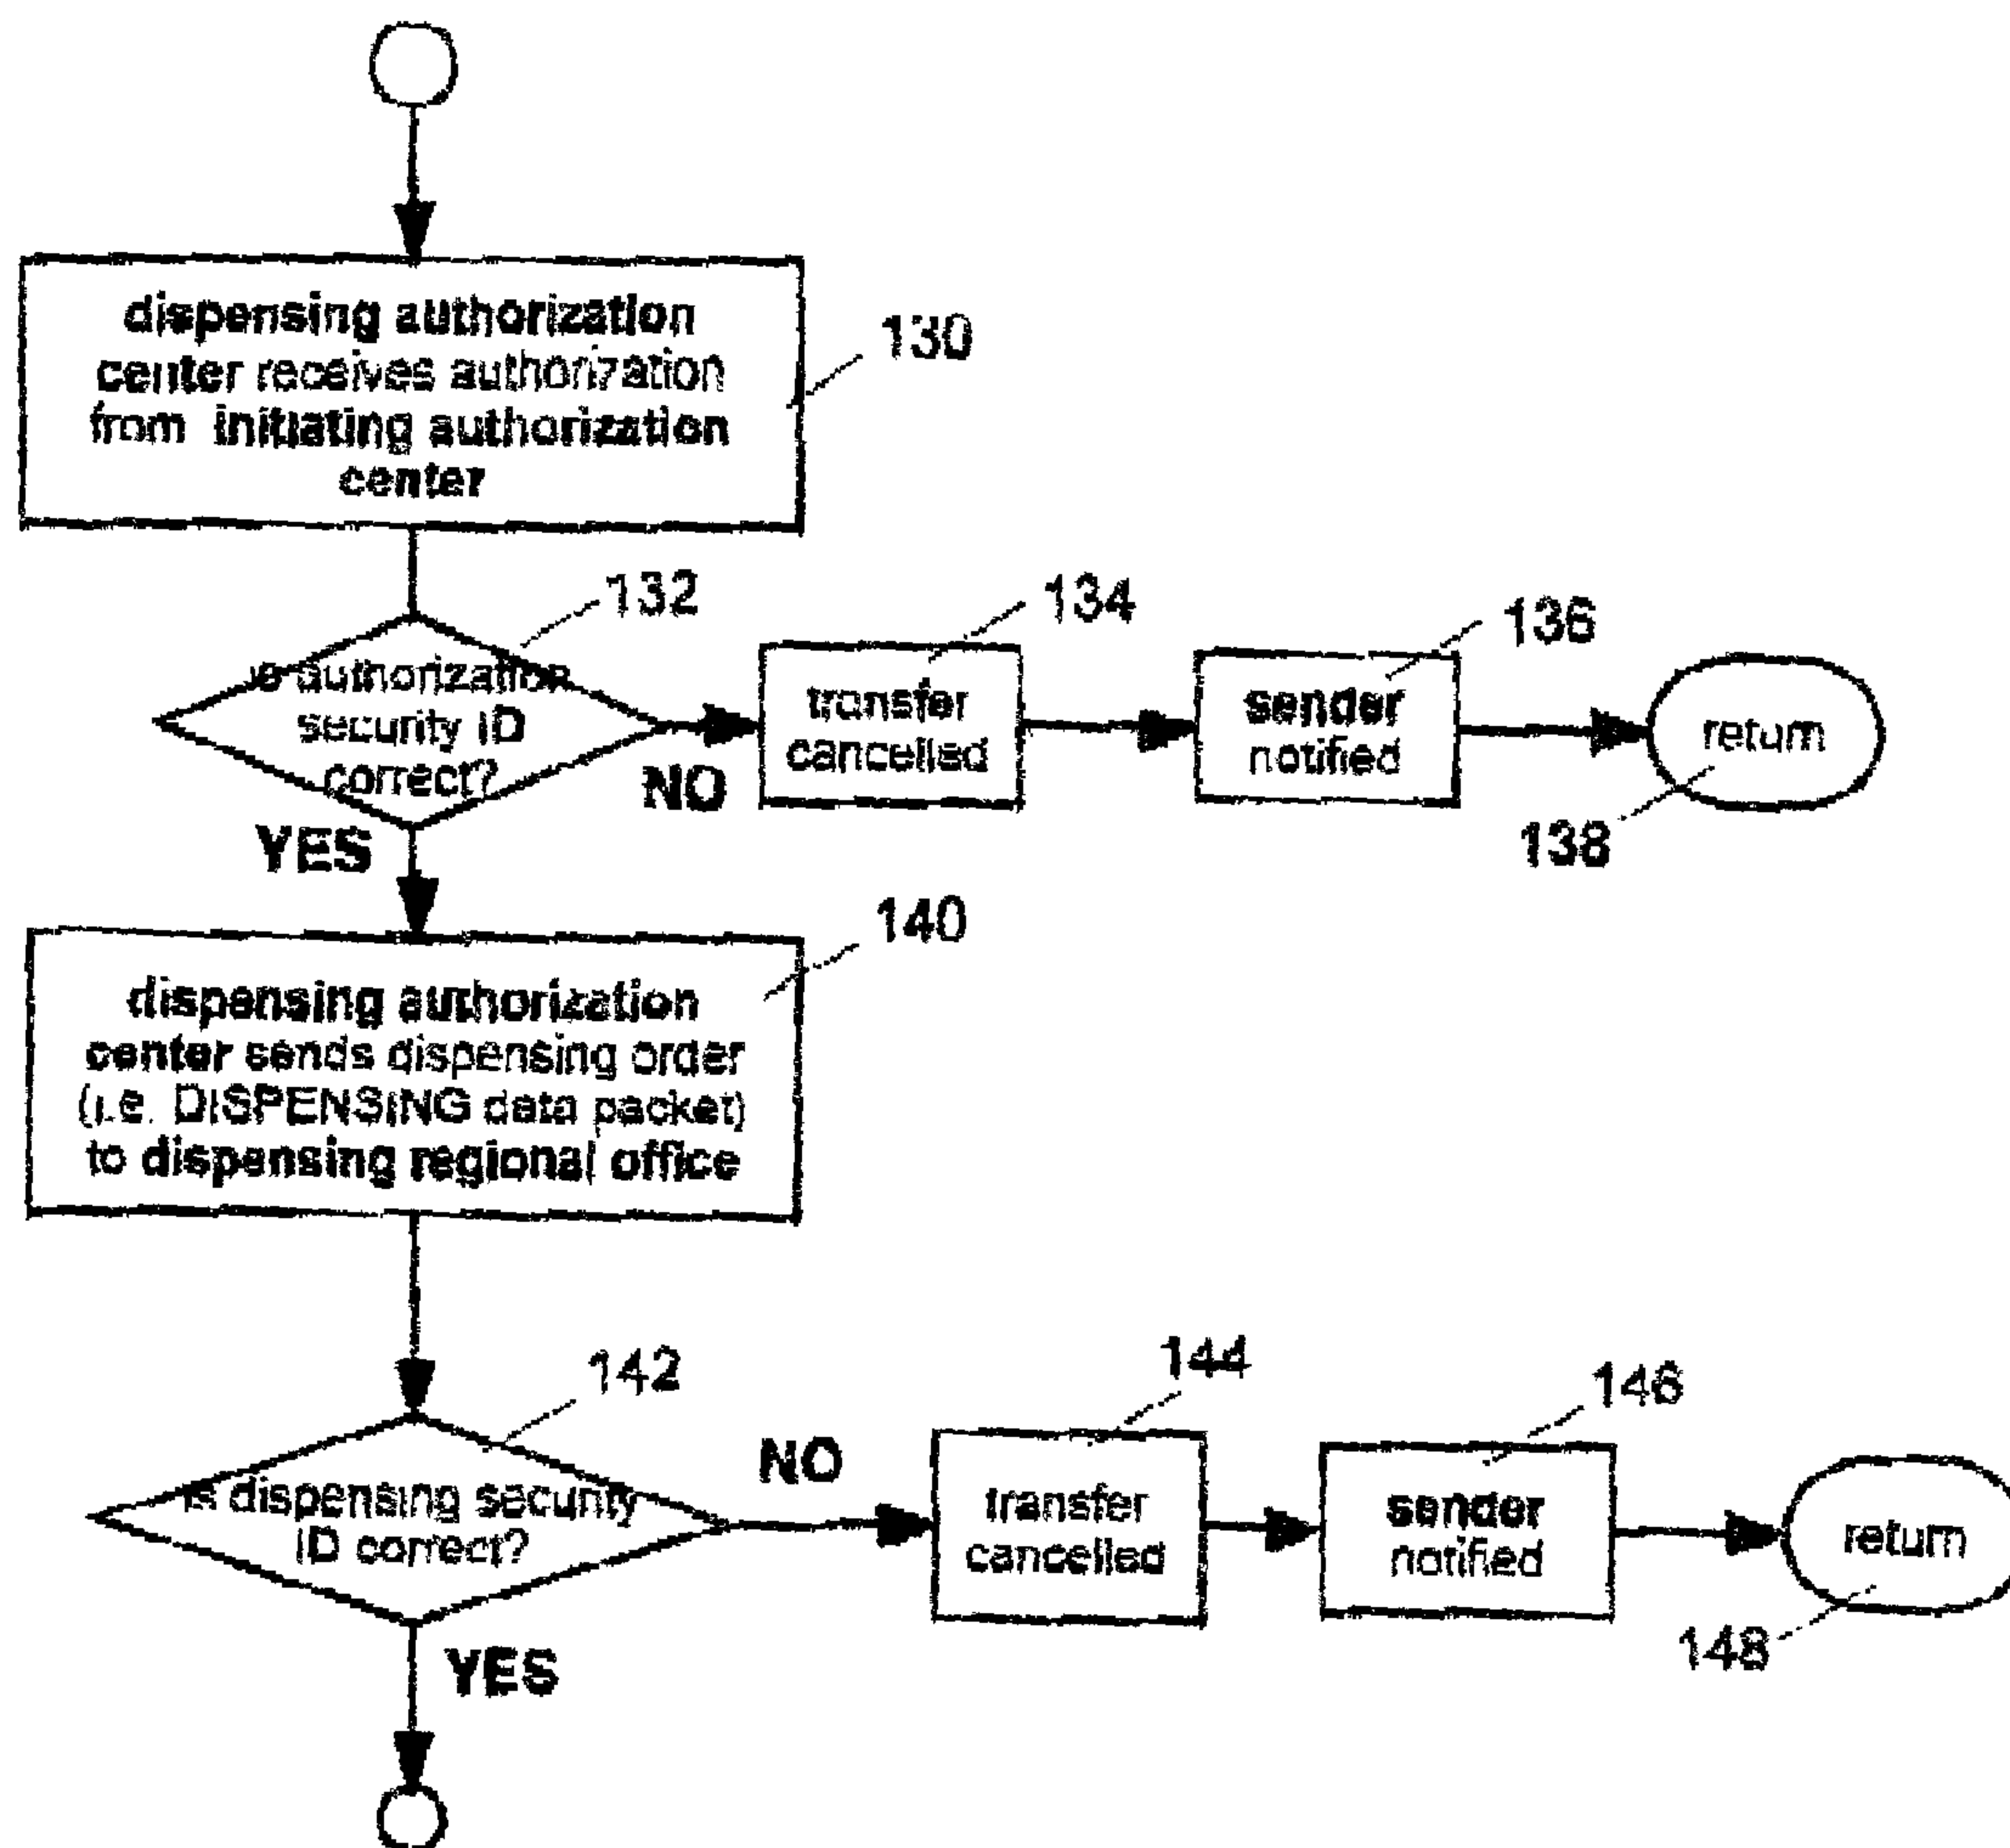 dispensing authorization
center receives authorization
from initiating authorization
center
130
132
is authorization
security ID
correct?
NO
YES
134
transfer
cancelled
136
sender
notified
return
138
140
dispensing authorization
center sends dispensing order
(i.e. DISPENSING data packet)
to dispensing regional office
142
is dispensing security
ID correct?
NO
YES
144
transfer
cancelled
146
sender
notified
return
148